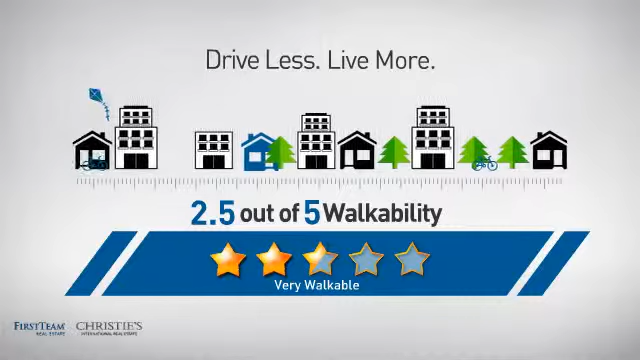 Drive Less. Live More.
2.5 out of 5 Walkability
Very Walkable
FIRST TEAM
REAL ESTATE
CHRISTIE'S
INTERNATIONAL REAL ESTATE